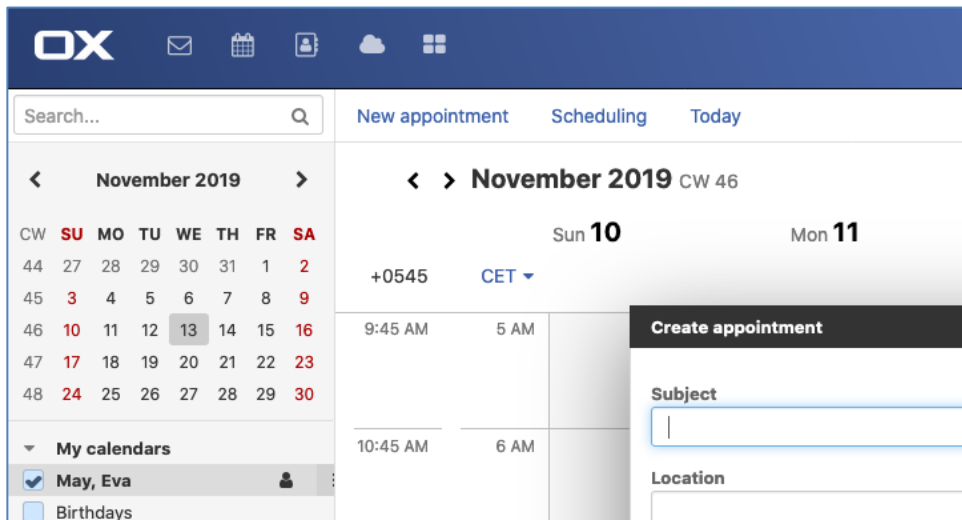 OX
Search...
New appointment Scheduling Today
November 2019
CW SU MO TU WE TH FR SA
44 27 28 29 30 31 1 2
45 3 4 5 6 7 8 9
46 10 11 12 13 14 15 16
47 17 18 19 20 21 22 23
48 24 25 26 27 28 29 30
My calendars
May, Eva
Birthdays
November 2019 CW 46
Sun 10 Mon 11
+0545 CET
9:45 AM 5 AM
10:45 AM 6 AM
Create appointment
Subject
Location